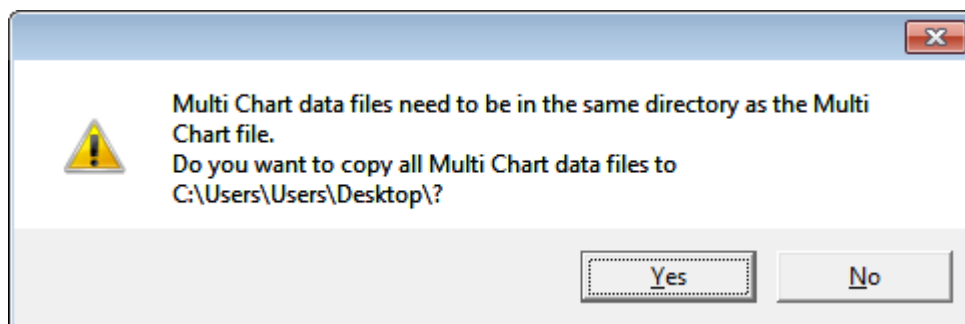 Multi Chart data files need to be in the same directory as the Multi
Chart file.
Do you want to copy all Multi Chart data files to
C:\Users\Users\Desktop\?
Yes
No